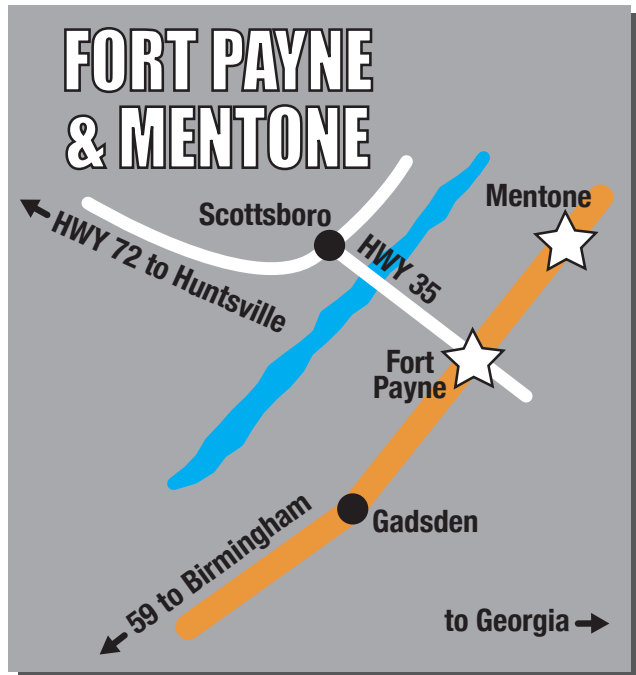 FORT PAYNE
& MENTONE
Mentone
Scottsboro
HWY 72 to Huntsville
HWY 35
Fort
Payne
Gadsden
59 to Birmingham
to Georgia